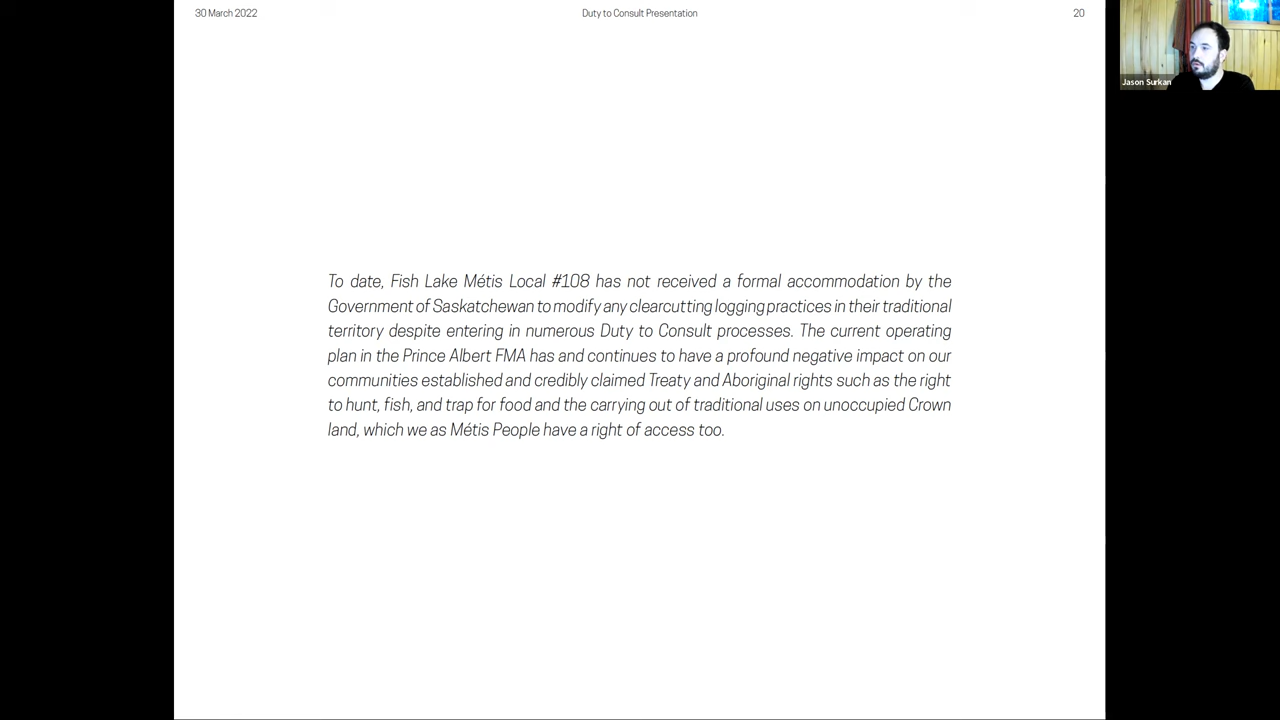 30 March 2022
Duty to Consult Presentation
20
Jason Surkan
To date, Fish Lake Métis Local #108 has not received a formal accommodation by the
Government of Saskatchewan to modify any clearcutting logging practices in their traditional
territory despite entering in numerous Duty to Consult processes. The current operating
plan in the Prince Albert FMA has and continues to have a profound negative impact on our
communities established and credibly claimed Treaty and Aboriginal rights such as the right
to hunt, fish, and trap for food and the carrying out of traditional uses on unoccupied Crown
land, which we as Métis People have a right of access too.